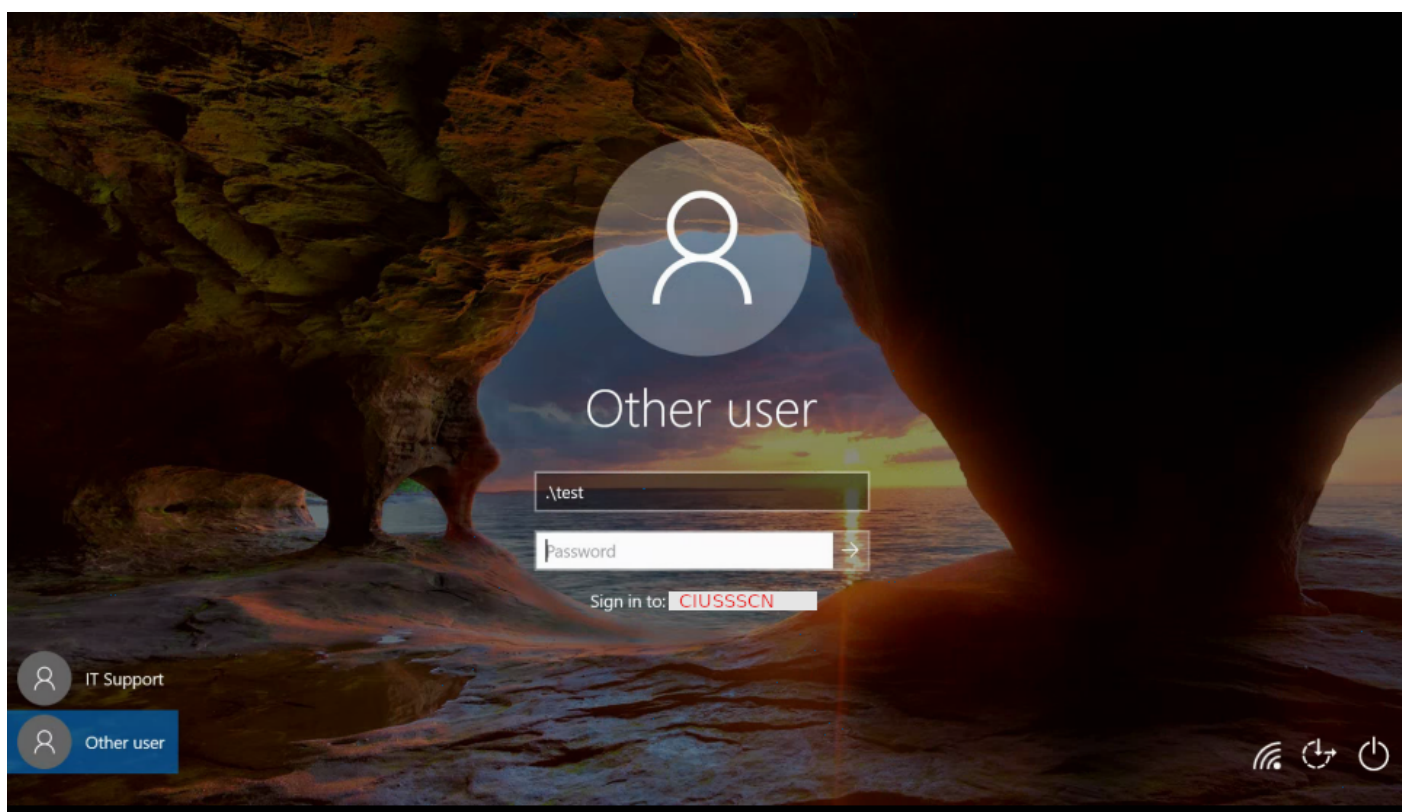 Other user
.\test
Password
Sign in to: CIUSSSCN
IT Support
Other user